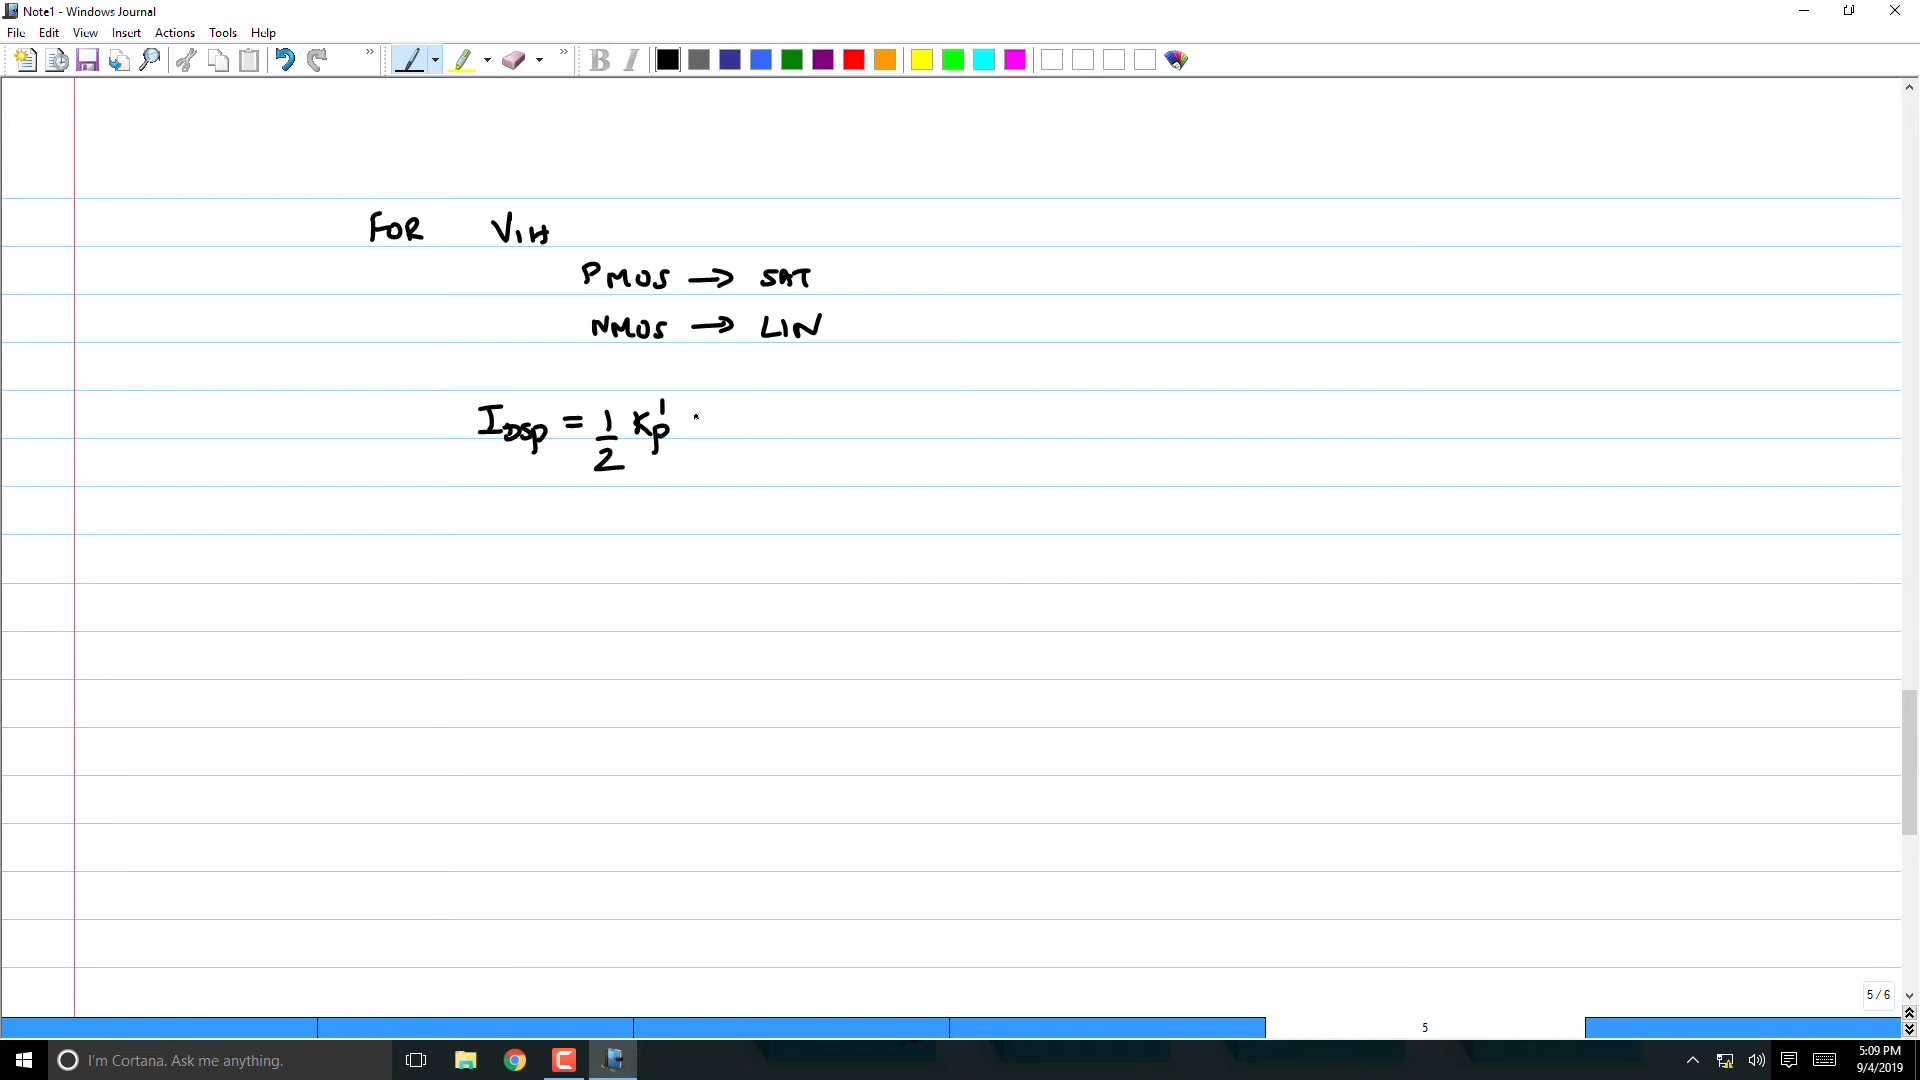 Note1 - Windows Journal
File Edit View Insert Actions Tools Help
FOR VIH
PMOS → SAT
NMOS → LIN
IDSp = 1/2 Kp'
5 / 6
5
I'm Cortana. Ask me anything.
5:09 PM
9/4/2019